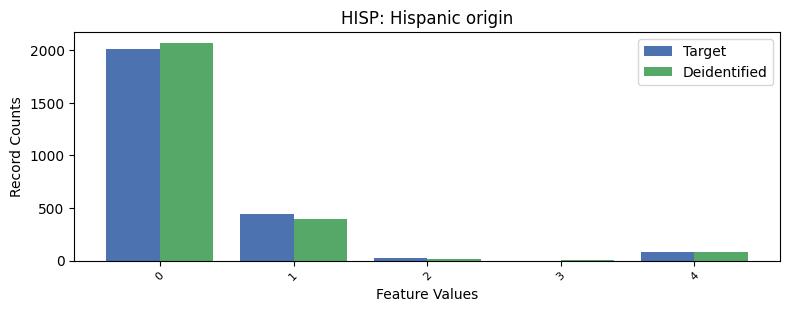 HISP: Hispanic origin
Target
Deidentified
Record Counts
2000
1500
1000
500
0
0 1 2 3 4
Feature Values